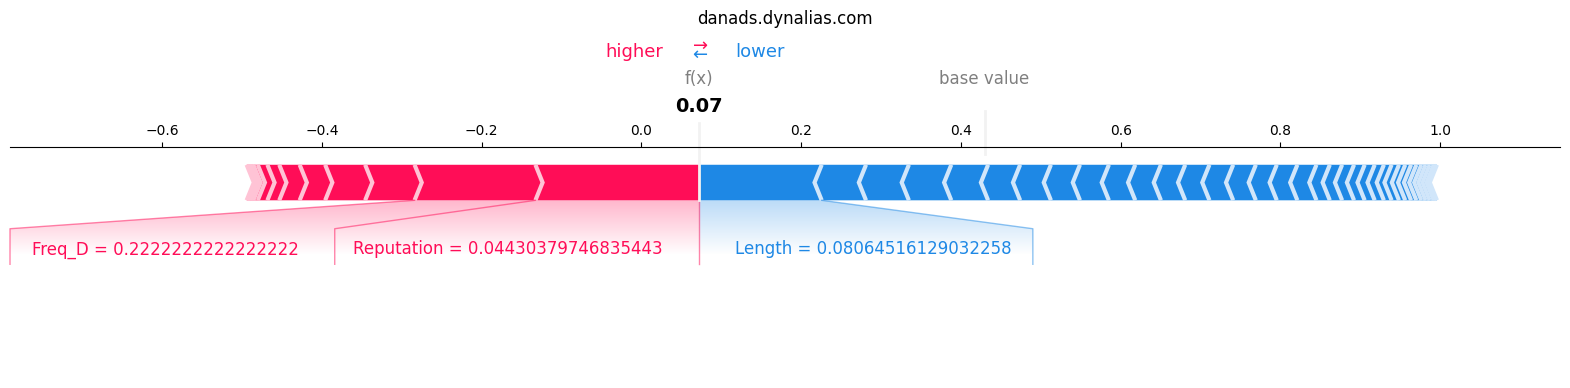 danads.dynalias.com
higher ⇄ lower
f(x) base value
0.07
−0.6 −0.4 −0.2 0.0 0.2 0.4 0.6 0.8 1.0
Freq_D = 0.2222222222222222 Reputation = 0.04430379746835443 Length = 0.08064516129032258